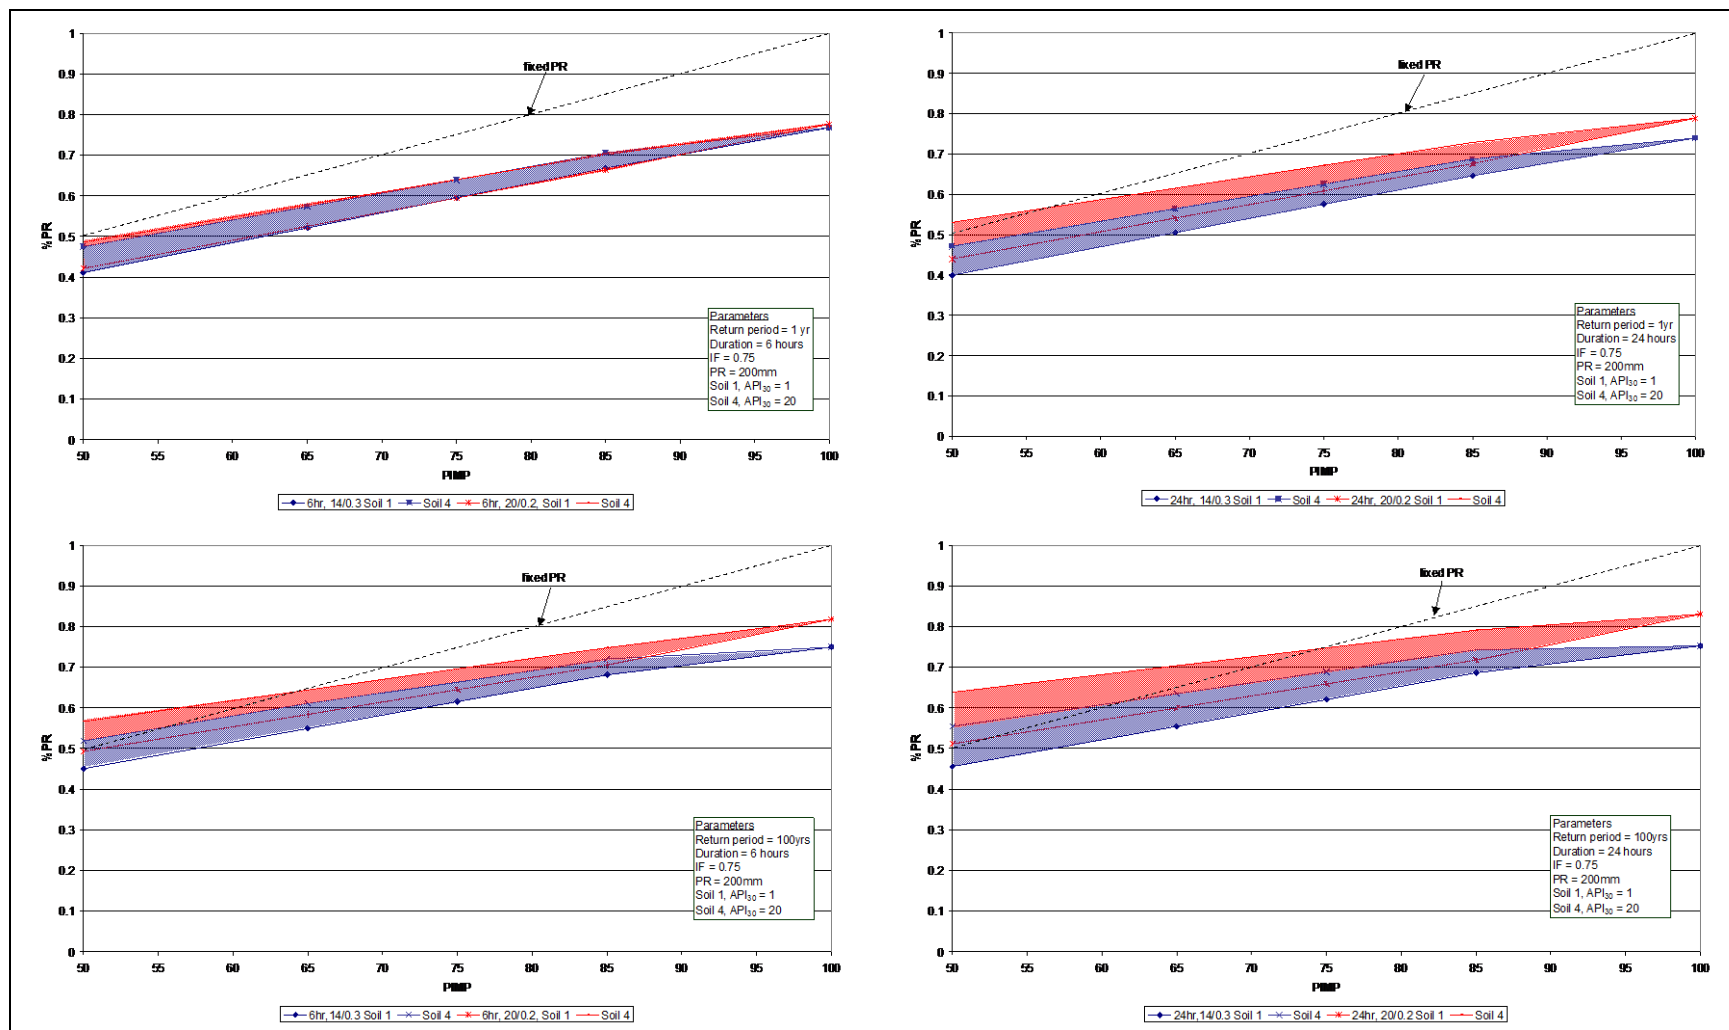 1
0.9
0.8
0.7
0.6
0.5
0.4
0.3
0.2
0.1
0
% PR
fixed PR
Parameters
Return period = 1 yr
Duration = 6 hours
IF = 0.75
PR = 200mm
Soil 1, API30 = 1
Soil 4, API30 = 20
50 55 60 65 70 75 80 85 90 95 100
PIMP
6hr, 14/0.3 Soil 1 Soil 4 6hr, 20/0.2, Soil 1 Soil 4
1
0.9
0.8
0.7
0.6
0.5
0.4
0.3
0.2
0.1
0
% PR
fixed PR
Parameters
Return period = 1yr
Duration = 24 hours
IF = 0.75
PR = 200mm
Soil 1, API30 = 1
Soil 4, API30 = 20
50 55 60 65 70 75 80 85 90 95 100
PIMP
24hr, 14/0.3 Soil 1 Soil 4 24hr, 20/0.2 Soil 1 Soil 4
1
0.9
0.8
0.7
0.6
0.5
0.4
0.3
0.2
0.1
0
% PR
fixed PR
Parameters
Return period = 100yrs
Duration = 6 hours
IF = 0.75
PR = 200mm
Soil 1, API30 = 1
Soil 4, API30 = 20
50 55 60 65 70 75 80 85 90 95 100
PIMP
6hr, 14/0.3 Soil 1 Soil 4 6hr, 20/0.2, Soil 1 Soil 4
1
0.9
0.8
0.7
0.6
0.5
0.4
0.3
0.2
0.1
0
% PR
fixed PR
Parameters
Return period = 100yrs
Duration = 24 hours
IF = 0.75
PR = 200mm
Soil 1, API30 = 1
Soil 4, API30 = 20
50 55 60 65 70 75 80 85 90 95 100
PIMP
24hr,14/0.3 Soil 1 Soil 4 24hr, 20/0.2 Soil 1 Soil 4